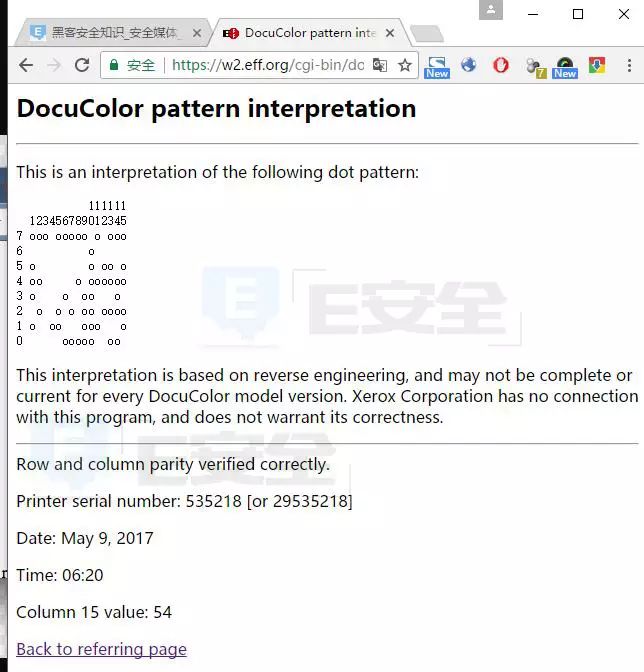 黑客安全知识_安全媒体_
DocuColor pattern inte
安全
https://w2.eff.org/cgi-bin/do
New
7
New
DocuColor pattern interpretation
This is an interpretation of the following dot pattern:
111111
123456789012345
7 ooo ooooo o ooo
6          o
5 o        o oo o
4 oo     o oooooo
3 o    o  oo   o
2  o  o o  oo oooo
1 o  oo   ooo   o
0     ooooo  oo
E安全
This interpretation is based on reverse engineering, and may not be complete or
current for every DocuColor model version. Xerox Corporation has no connection
with this program, and does not warrant its correctness.
E安全
Row and column parity verified correctly.
Printer serial number: 535218 [or 29535218]
Date: May 9, 2017
Time: 06:20
Column 15 value: 54
Back to referring page